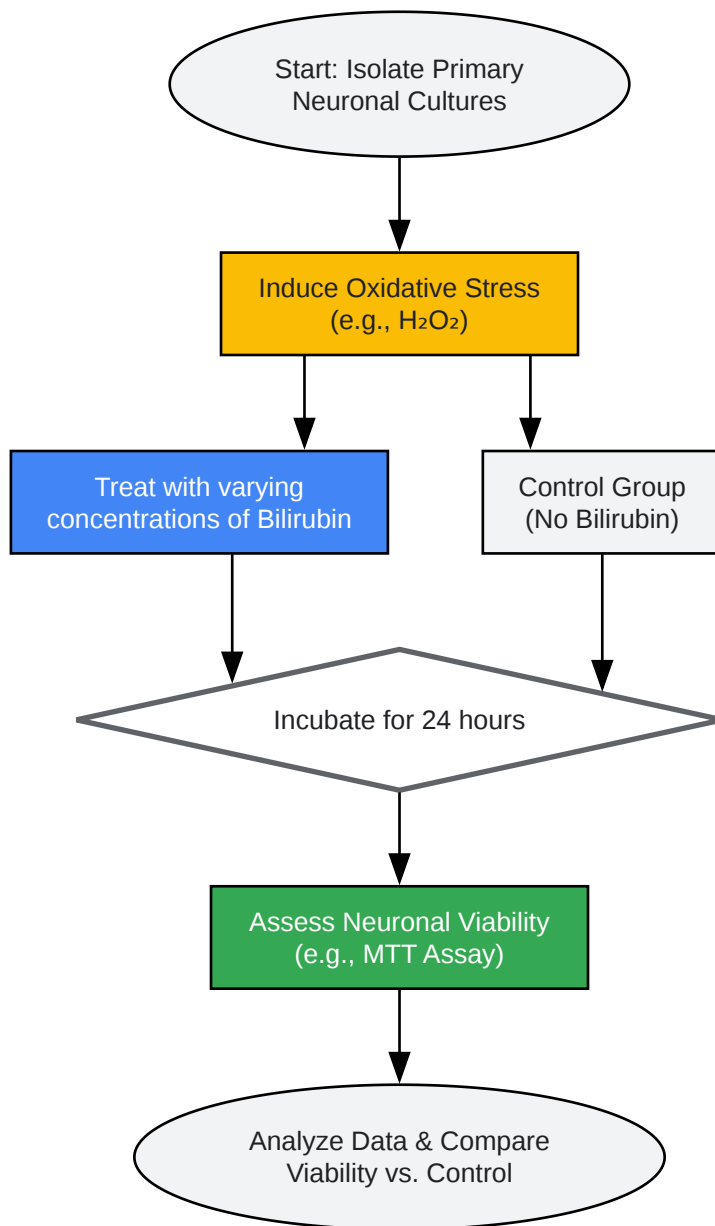 Start: Isolate Primary
Neuronal Cultures
Induce Oxidative Stress
(e.g., H₂O₂)
Treat with varying
concentrations of Bilirubin
Control Group
(No Bilirubin)
Incubate for 24 hours
Assess Neuronal Viability
(e.g., MTT Assay)
Analyze Data & Compare
Viability vs. Control